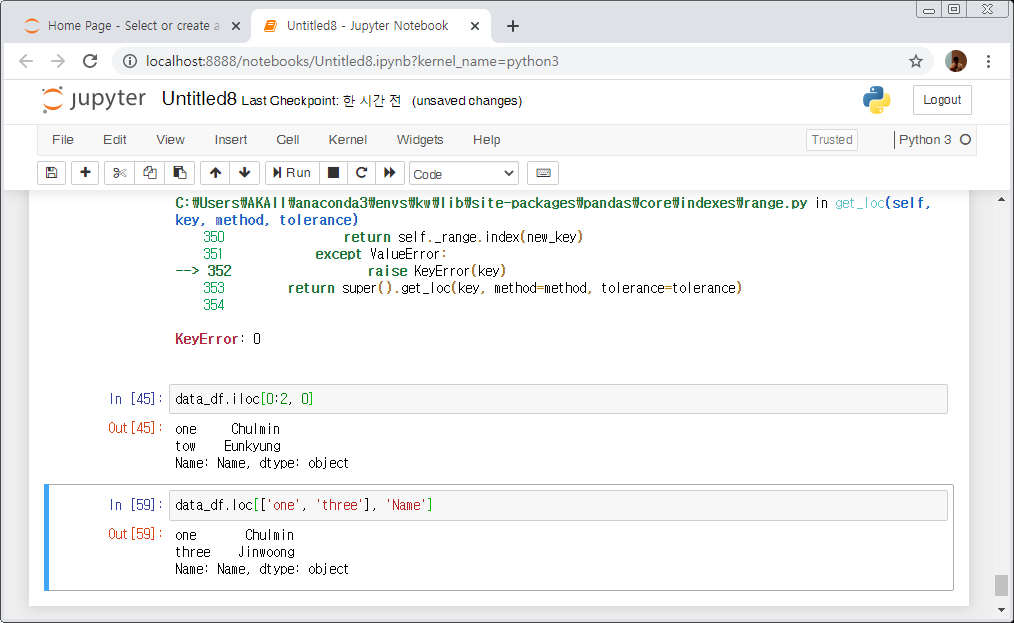 Home Page - Select or create a
Untitled8 - Jupyter Notebook
localhost:8888/notebooks/Untitled8.ipynb?kernel_name=python3
jupyter Untitled8 Last Checkpoint: 한 시간 전 (unsaved changes)
Logout
File Edit View Insert Cell Kernel Widgets Help
Trusted
Python 3
Run
Code
C:₩Users₩AKAII₩anaconda3₩envs₩kw₩lib₩site-packages₩pandas₩core₩indexes₩range.py in get_loc(self,
key, method, tolerance)
350 return self._range.index(new_key)
351 except ValueError:
--> 352 raise KeyError(key)
353 return super().get_loc(key, method=method, tolerance=tolerance)
354
KeyError: 0
In [45]: data_df.iloc[0:2, 0]
Out[45]: one Chulmin
tow Eunkyung
Name: Name, dtype: object
In [59]: data_df.loc[['one', 'three'], 'Name']
Out[59]: one Chulmin
three Jinwoong
Name: Name, dtype: object